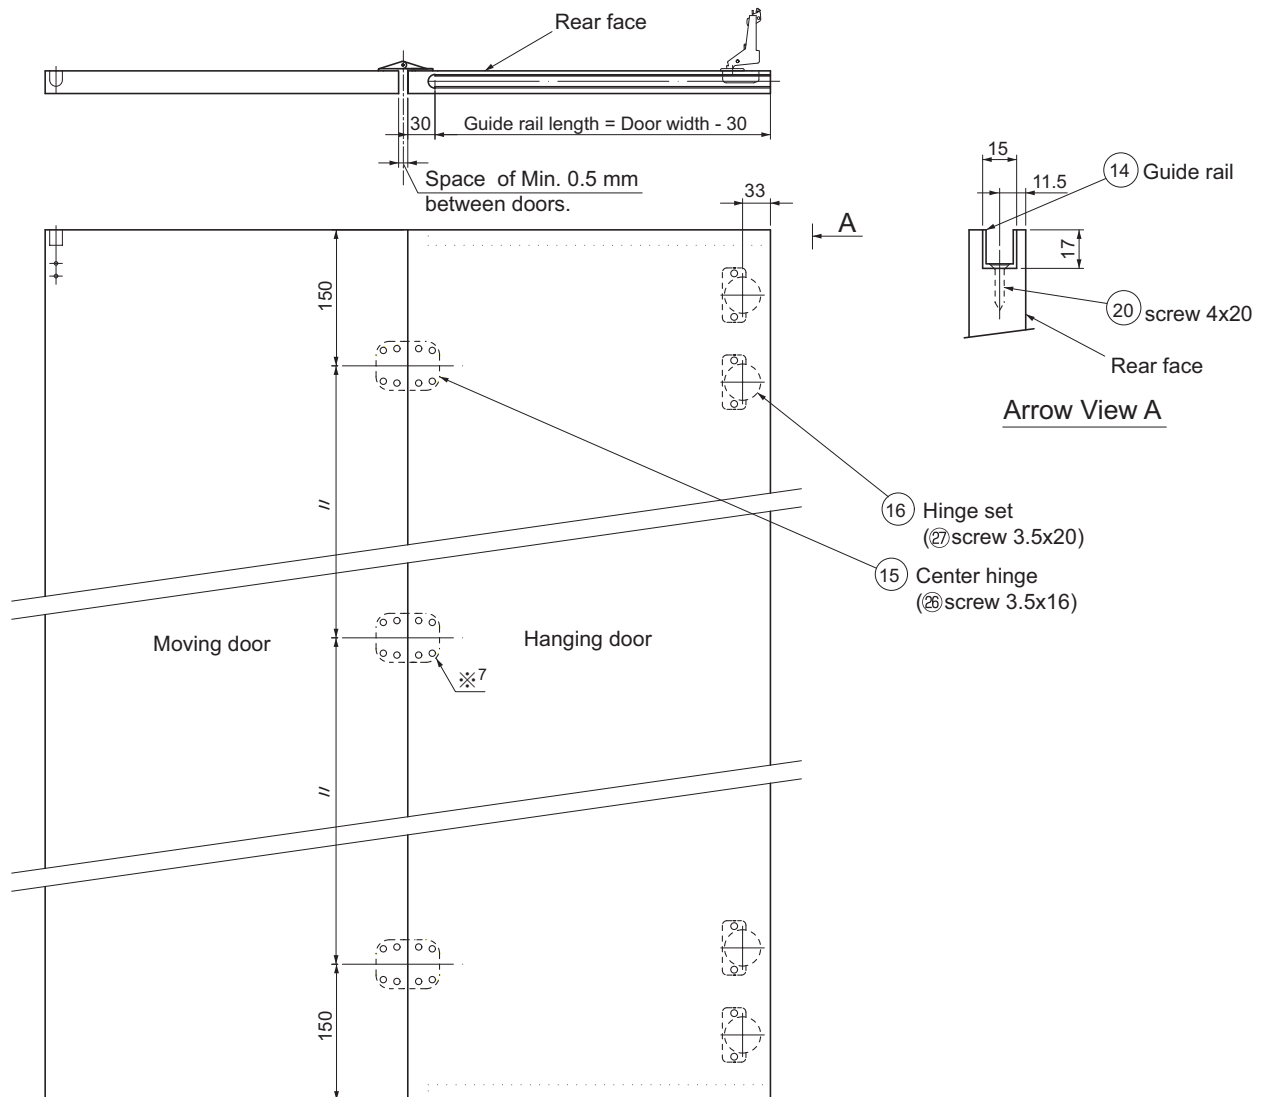 Rear face
30
Guide rail length = Door width - 30
Space of Min. 0.5 mm
between doors.
33
A
15
11.5
17
⑭ Guide rail
⑳ screw 4x20
Rear face
Arrow View A
150
〃
⑯ Hinge set
(㉗screw 3.5x20)
⑮ Center hinge
(㉖screw 3.5x16)
Moving door
Hanging door
※7
〃
150